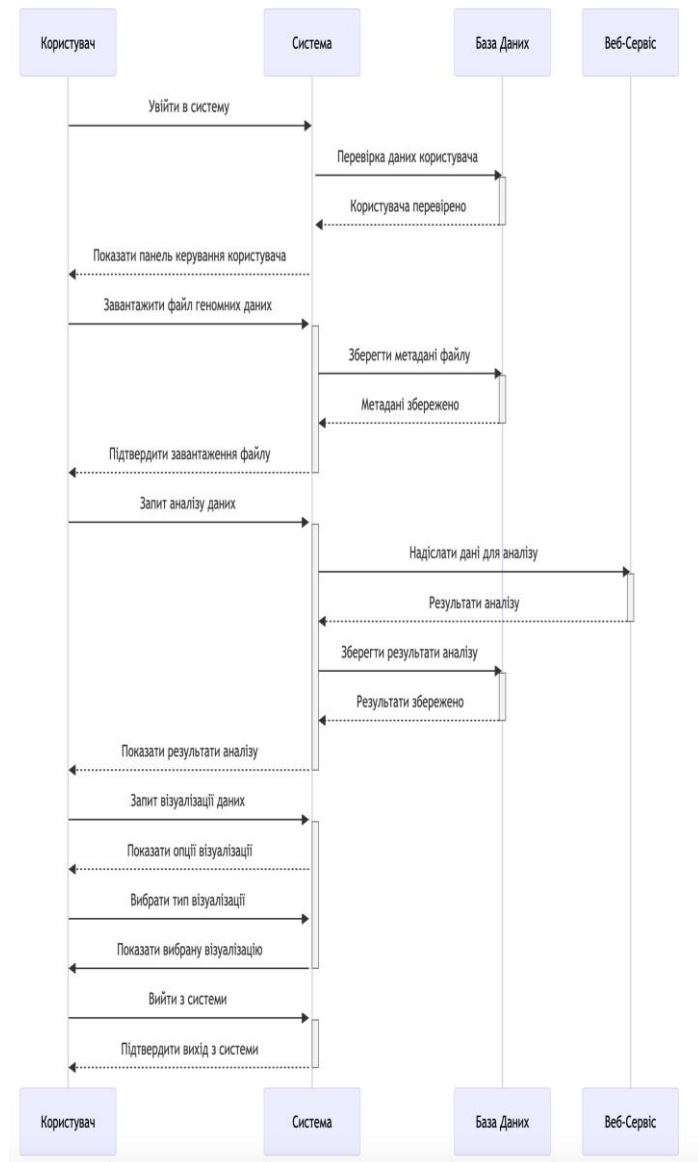 Користувач
Система
База Даних
Веб-Сервіс
Увійти в систему
Перевірка даних користувача
Користувача перевірено
Показати панель керування користувача
Завантажити файл геномних даних
Зберегти метадані файлу
Метадані збережено
Підтвердити завантаження файлу
Запит аналізу даних
Надіслати дані для аналізу
Результати аналізу
Зберегти результати аналізу
Результати збережено
Показати результати аналізу
Запит візуалізації даних
Показати опції візуалізації
Вибрати тип візуалізації
Показати вибрану візуалізацію
Вийти з системи
Підтвердити вихід з системи
Користувач
Система
База Даних
Веб-Сервіс